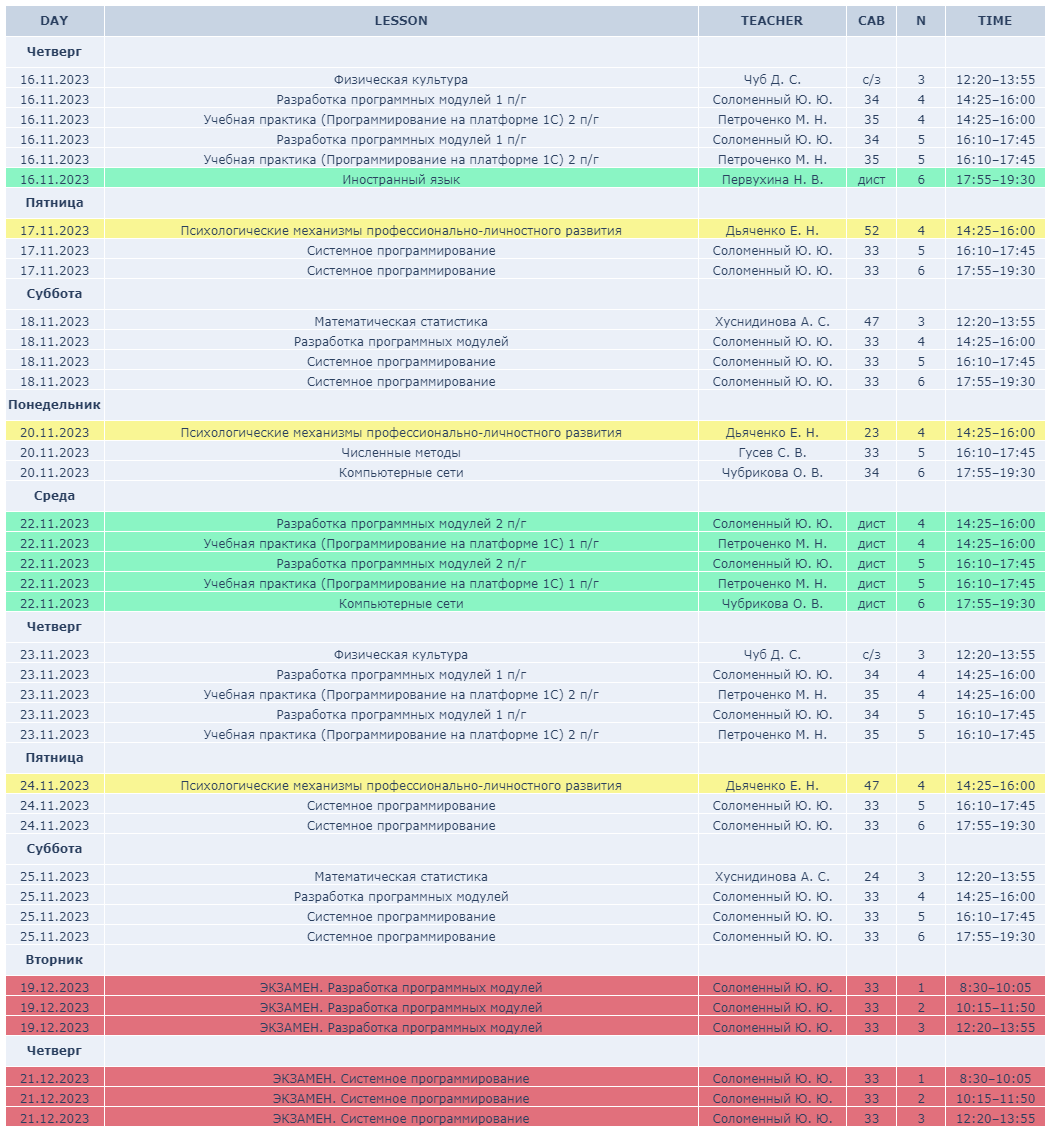 DAY LESSON TEACHER CAB N TIME
Четверг
16.11.2023 Физическая культура Чуб Д. С. с/з 3 12:20–13:55
16.11.2023 Разработка программных модулей 1 п/г Соломенный Ю. Ю. 34 4 14:25–16:00
16.11.2023 Учебная практика (Программирование на платформе 1С) 2 п/г Петроченко М. Н. 35 4 14:25–16:00
16.11.2023 Разработка программных модулей 1 п/г Соломенный Ю. Ю. 34 5 16:10–17:45
16.11.2023 Учебная практика (Программирование на платформе 1С) 2 п/г Петроченко М. Н. 35 5 16:10–17:45
16.11.2023 Иностранный язык Первухина Н. В. дист 6 17:55–19:30
Пятница
17.11.2023 Психологические механизмы профессионально-личностного развития Дьяченко Е. Н. 52 4 14:25–16:00
17.11.2023 Системное программирование Соломенный Ю. Ю. 33 5 16:10–17:45
17.11.2023 Системное программирование Соломенный Ю. Ю. 33 6 17:55–19:30
Суббота
18.11.2023 Математическая статистика Хуснидинова А. С. 47 3 12:20–13:55
18.11.2023 Разработка программных модулей Соломенный Ю. Ю. 33 4 14:25–16:00
18.11.2023 Системное программирование Соломенный Ю. Ю. 33 5 16:10–17:45
18.11.2023 Системное программирование Соломенный Ю. Ю. 33 6 17:55–19:30
Понедельник
20.11.2023 Психологические механизмы профессионально-личностного развития Дьяченко Е. Н. 23 4 14:25–16:00
20.11.2023 Численные методы Гусев С. В. 33 5 16:10–17:45
20.11.2023 Компьютерные сети Чубрикова О. В. 34 6 17:55–19:30
Среда
22.11.2023 Разработка программных модулей 2 п/г Соломенный Ю. Ю. дист 4 14:25–16:00
22.11.2023 Учебная практика (Программирование на платформе 1С) 1 п/г Петроченко М. Н. дист 4 14:25–16:00
22.11.2023 Разработка программных модулей 2 п/г Соломенный Ю. Ю. дист 5 16:10–17:45
22.11.2023 Учебная практика (Программирование на платформе 1С) 1 п/г Петроченко М. Н. дист 5 16:10–17:45
22.11.2023 Компьютерные сети Чубрикова О. В. дист 6 17:55–19:30
Четверг
23.11.2023 Физическая культура Чуб Д. С. с/з 3 12:20–13:55
23.11.2023 Разработка программных модулей 1 п/г Соломенный Ю. Ю. 34 4 14:25–16:00
23.11.2023 Учебная практика (Программирование на платформе 1С) 2 п/г Петроченко М. Н. 35 4 14:25–16:00
23.11.2023 Разработка программных модулей 1 п/г Соломенный Ю. Ю. 34 5 16:10–17:45
23.11.2023 Учебная практика (Программирование на платформе 1С) 2 п/г Петроченко М. Н. 35 5 16:10–17:45
Пятница
24.11.2023 Психологические механизмы профессионально-личностного развития Дьяченко Е. Н. 47 4 14:25–16:00
24.11.2023 Системное программирование Соломенный Ю. Ю. 33 5 16:10–17:45
24.11.2023 Системное программирование Соломенный Ю. Ю. 33 6 17:55–19:30
Суббота
25.11.2023 Математическая статистика Хуснидинова А. С. 24 3 12:20–13:55
25.11.2023 Разработка программных модулей Соломенный Ю. Ю. 33 4 14:25–16:00
25.11.2023 Системное программирование Соломенный Ю. Ю. 33 5 16:10–17:45
25.11.2023 Системное программирование Соломенный Ю. Ю. 33 6 17:55–19:30
Вторник
19.12.2023 ЭКЗАМЕН. Разработка программных модулей Соломенный Ю. Ю. 33 1 8:30–10:05
19.12.2023 ЭКЗАМЕН. Разработка программных модулей Соломенный Ю. Ю. 33 2 10:15–11:50
19.12.2023 ЭКЗАМЕН. Разработка программных модулей Соломенный Ю. Ю. 33 3 12:20–13:55
Четверг
21.12.2023 ЭКЗАМЕН. Системное программирование Соломенный Ю. Ю. 33 1 8:30–10:05
21.12.2023 ЭКЗАМЕН. Системное программирование Соломенный Ю. Ю. 33 2 10:15–11:50
21.12.2023 ЭКЗАМЕН. Системное программирование Соломенный Ю. Ю. 33 3 12:20–13:55